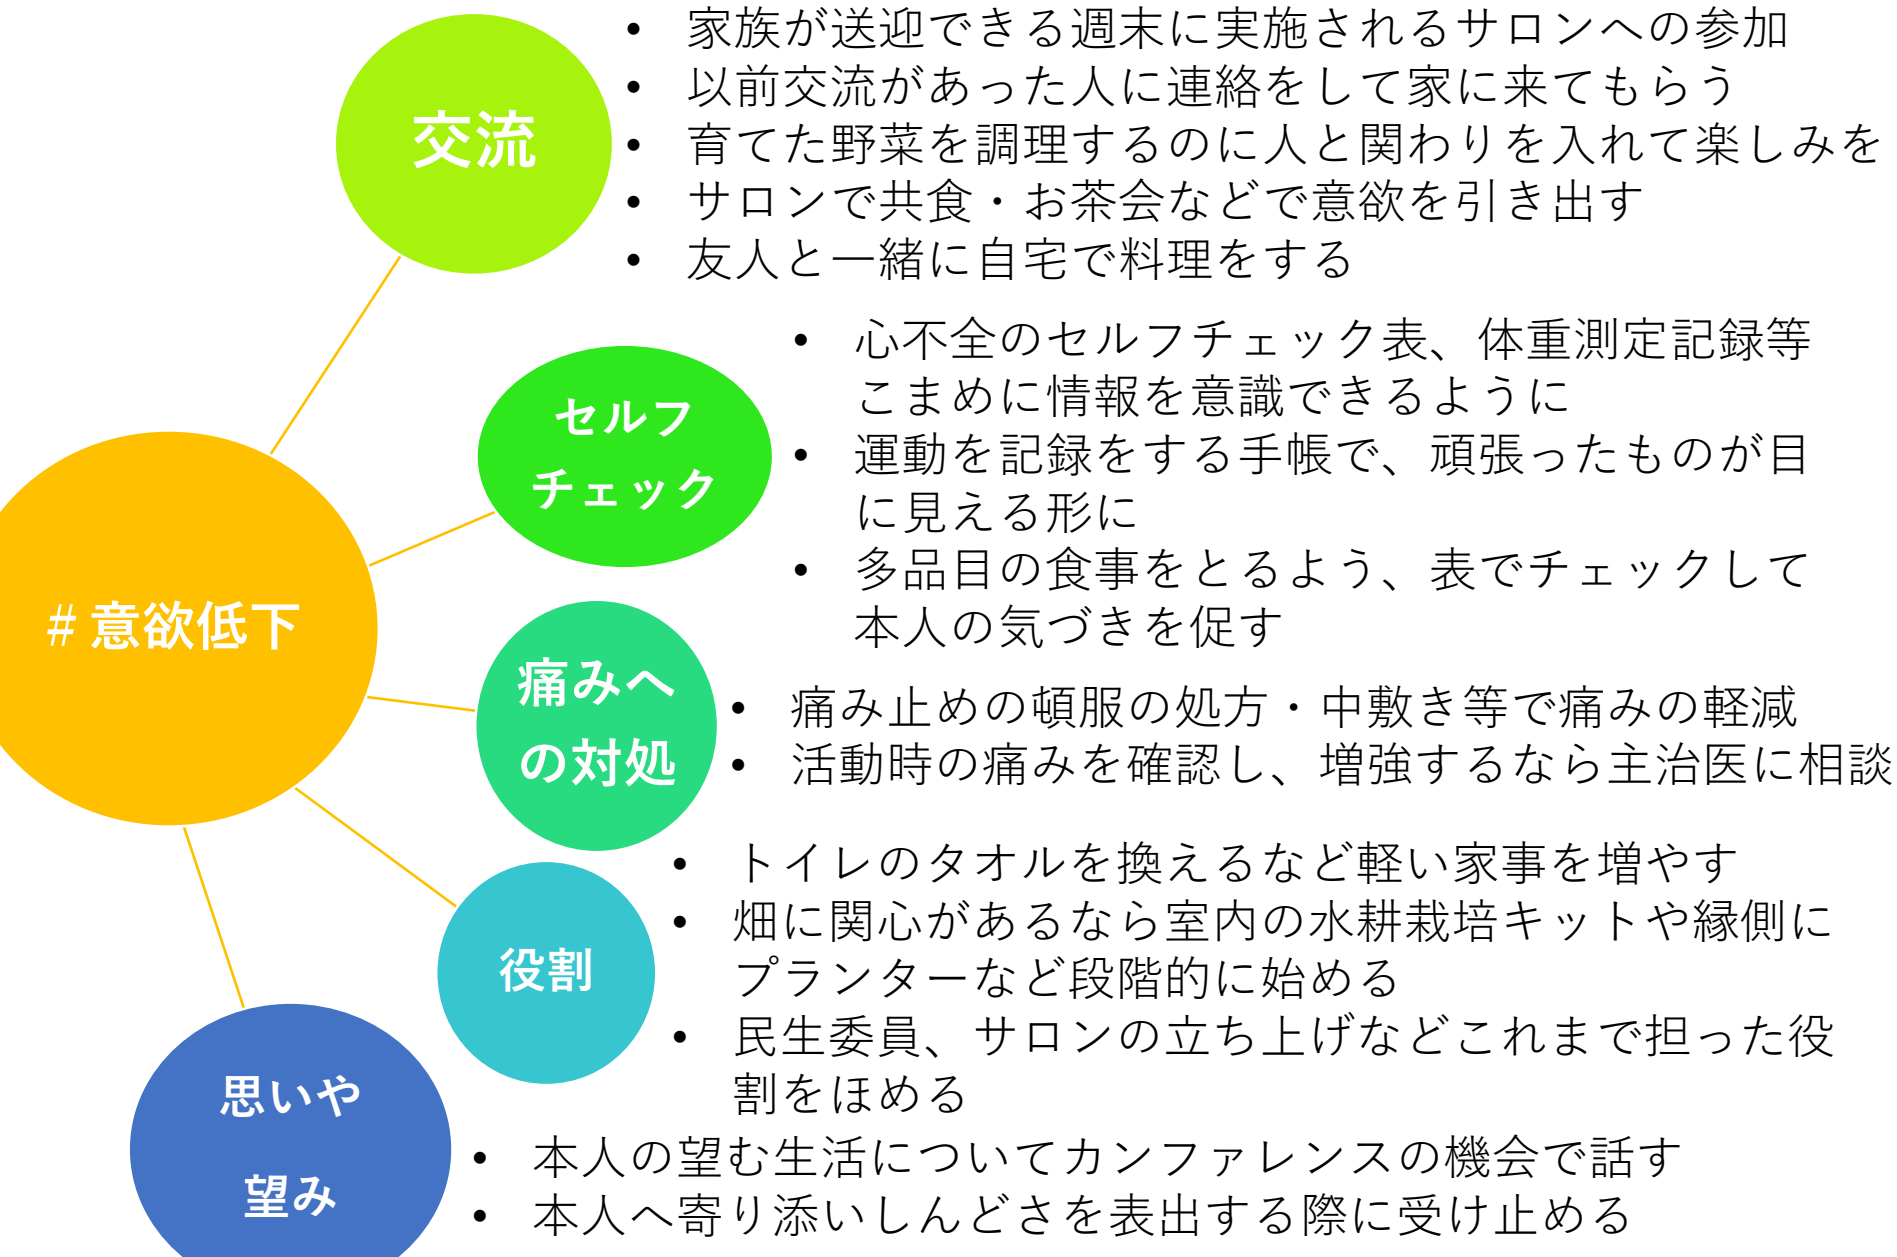 交流
• 家族が送迎できる週末に実施されるサロンへの参加
• 以前交流があった人に連絡をして家に来てもらう
• 育てた野菜を調理するのに人と関わりを入れて楽しみを
• サロンで共食・お茶会などで意欲を引き出す
• 友人と一緒に自宅で料理をする
セルフ
チェック
• 心不全のセルフチェック表、体重測定記録等
こまめに情報を意識できるように
• 運動を記録をする手帳で、頑張ったものが目
に見える形に
• 多品目の食事をとるよう、表でチェックして
本人の気づきを促す
#意欲低下
痛みへ
の対処
• 痛み止めの頓服の処方・中敷き等で痛みの軽減
• 活動時の痛みを確認し、増強するなら主治医に相談
役割
• トイレのタオルを換えるなど軽い家事を増やす
• 畑に関心があるなら室内の水耕栽培キットや縁側に
プランターなど段階的に始める
• 民生委員、サロンの立ち上げなどこれまで担った役
割をほめる
思いや
望み
• 本人の望む生活についてカンファレンスの機会で話す
• 本人へ寄り添いしんどさを表出する際に受け止める